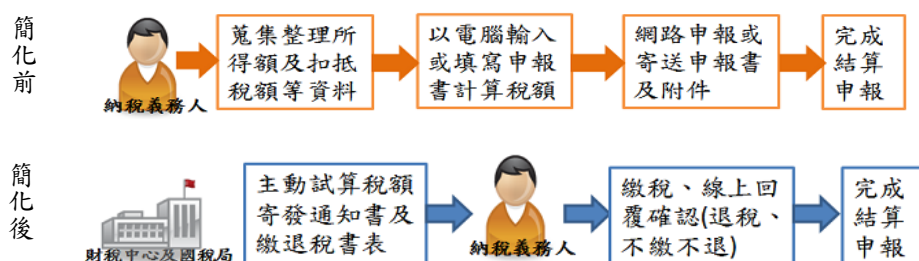 簡化前
納稅義務人
蒐集整理所
得額及扣抵
稅額等資料
以電腦輸入
或填寫申報
書計算稅額
網路申報或
寄送申報書
及附件
完成
結算
申報
簡化後
財稅中心及國稅局
主動試算稅額
寄發通知書及
繳退稅書表
納稅義務人
繳稅、線上回
覆確認(退稅、
不繳不退)
完成
結算
申報